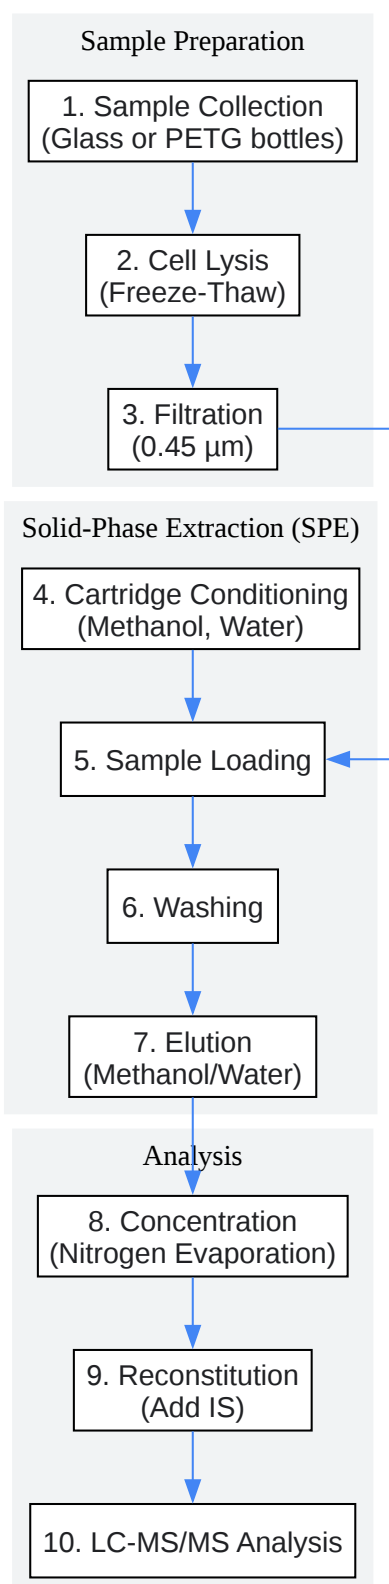 Sample Preparation
1. Sample Collection
(Glass or PETG bottles)
2. Cell Lysis
(Freeze-Thaw)
3. Filtration
(0.45 µm)
Solid-Phase Extraction (SPE)
4. Cartridge Conditioning
(Methanol, Water)
5. Sample Loading
6. Washing
7. Elution
(Methanol/Water)
Analysis
8. Concentration
(Nitrogen Evaporation)
9. Reconstitution
(Add IS)
10. LC-MS/MS Analysis